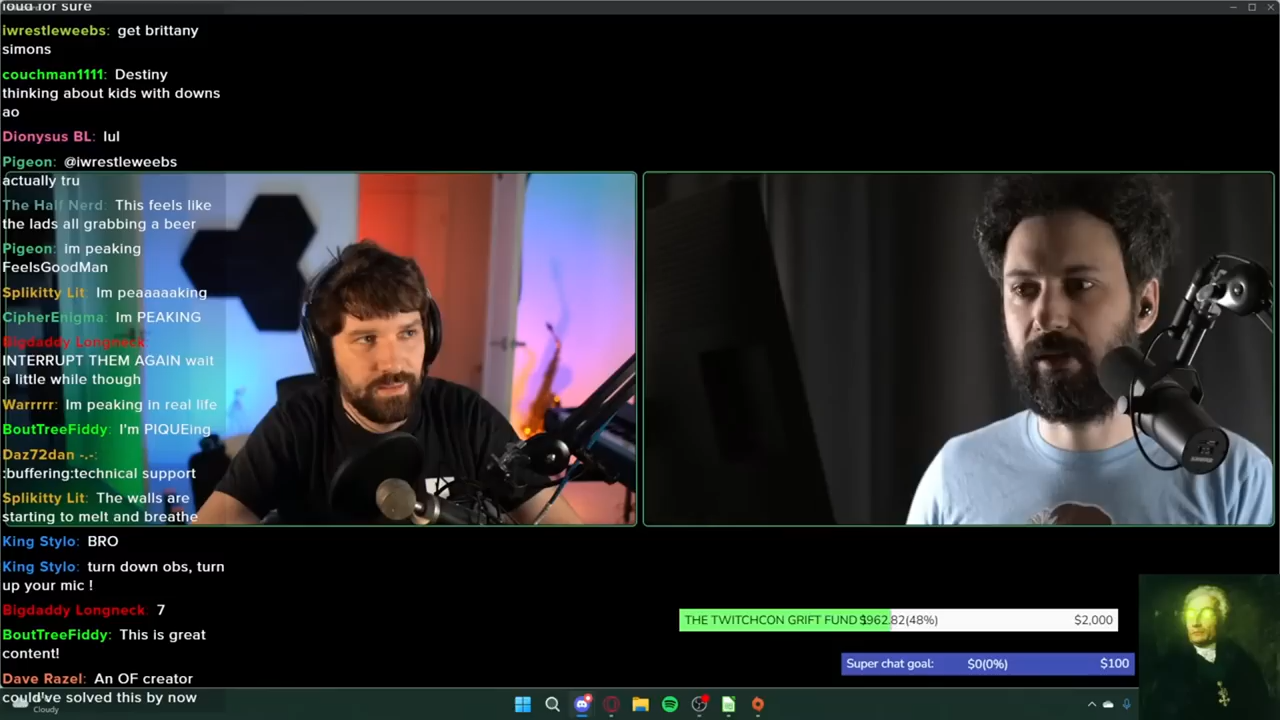 loud for sure
iwrestleweebs: get brittany
simons
couchman1111: Destiny
thinking about kids with downs
ao
Dionysus BL: lul
Pigeon: @iwrestleweebs
actually tru
The Half Nerd: This feels like
the lads all grabbing a beer
Pigeon: im peaking
FeelsGoodMan
Splikitty Lit: Im peaaaaaking
CipherEnigma: Im PEAKING
Bigdaddy Longneck:
INTERRUPT THEM AGAIN wait
a little while though
Warrrrr: Im peaking in real life
BoutTreeFiddy: I'm PIQUEing
Daz72dan -.-:
:buffering:technical support
Splikitty Lit: The walls are
starting to melt and breathe
King Stylo: BRO
King Stylo: turn down obs, turn
up your mic !
Bigdaddy Longneck: 7
BoutTreeFiddy: This is great
content!
Dave Razel: An OF creator
could've solved this by now
Cloudy
THE TWITCHCON GRIFT FUND $962.82(48%) $2,000
Super chat goal: $0(0%) $100